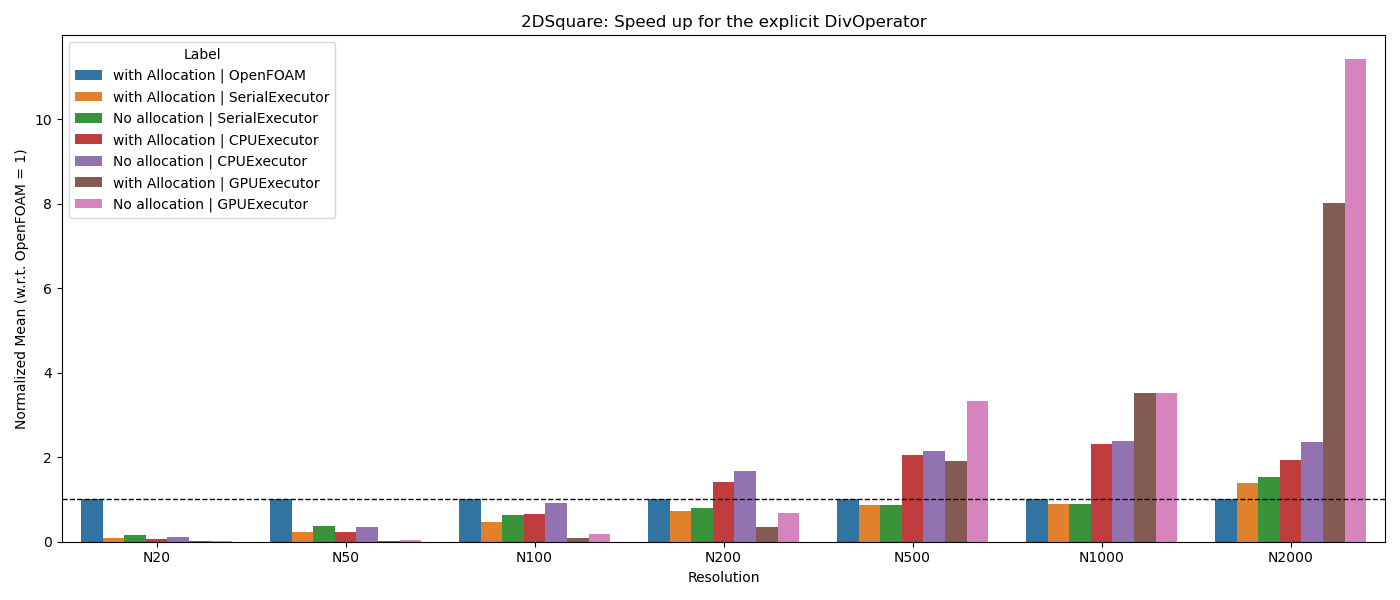 2DSquare: Speed up for the explicit DivOperator
Label
with Allocation | OpenFOAM
with Allocation | SerialExecutor
No allocation | SerialExecutor
with Allocation | CPUExecutor
No allocation | CPUExecutor
with Allocation | GPUExecutor
No allocation | GPUExecutor
Normalized Mean (w.r.t. OpenFOAM = 1)
10
8
6
4
2
0
N20
N50
N100
N200
N500
N1000
N2000
Resolution